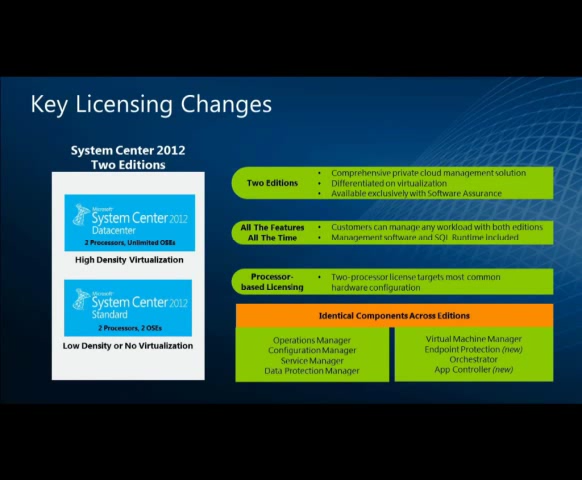 Key Licensing Changes
System Center 2012
Two Editions
Microsoft
System Center 2012
Datacenter
2 Processors, Unlimited OSEs
High Density Virtualization
Microsoft
System Center 2012
Standard
2 Processors, 2 OSEs
Low Density or No Virtualization
Two Editions
• Comprehensive private cloud management solution
• Differentiated on virtualization
• Available exclusively with Software Assurance
All The Features
All The Time
• Customers can manage any workload with both editions
• Management software and SQL Runtime included
Processor-
based Licensing
• Two-processor license targets most common
hardware configuration
Identical Components Across Editions
Operations Manager
Configuration Manager
Service Manager
Data Protection Manager
Virtual Machine Manager
Endpoint Protection (new)
Orchestrator
App Controller (new)